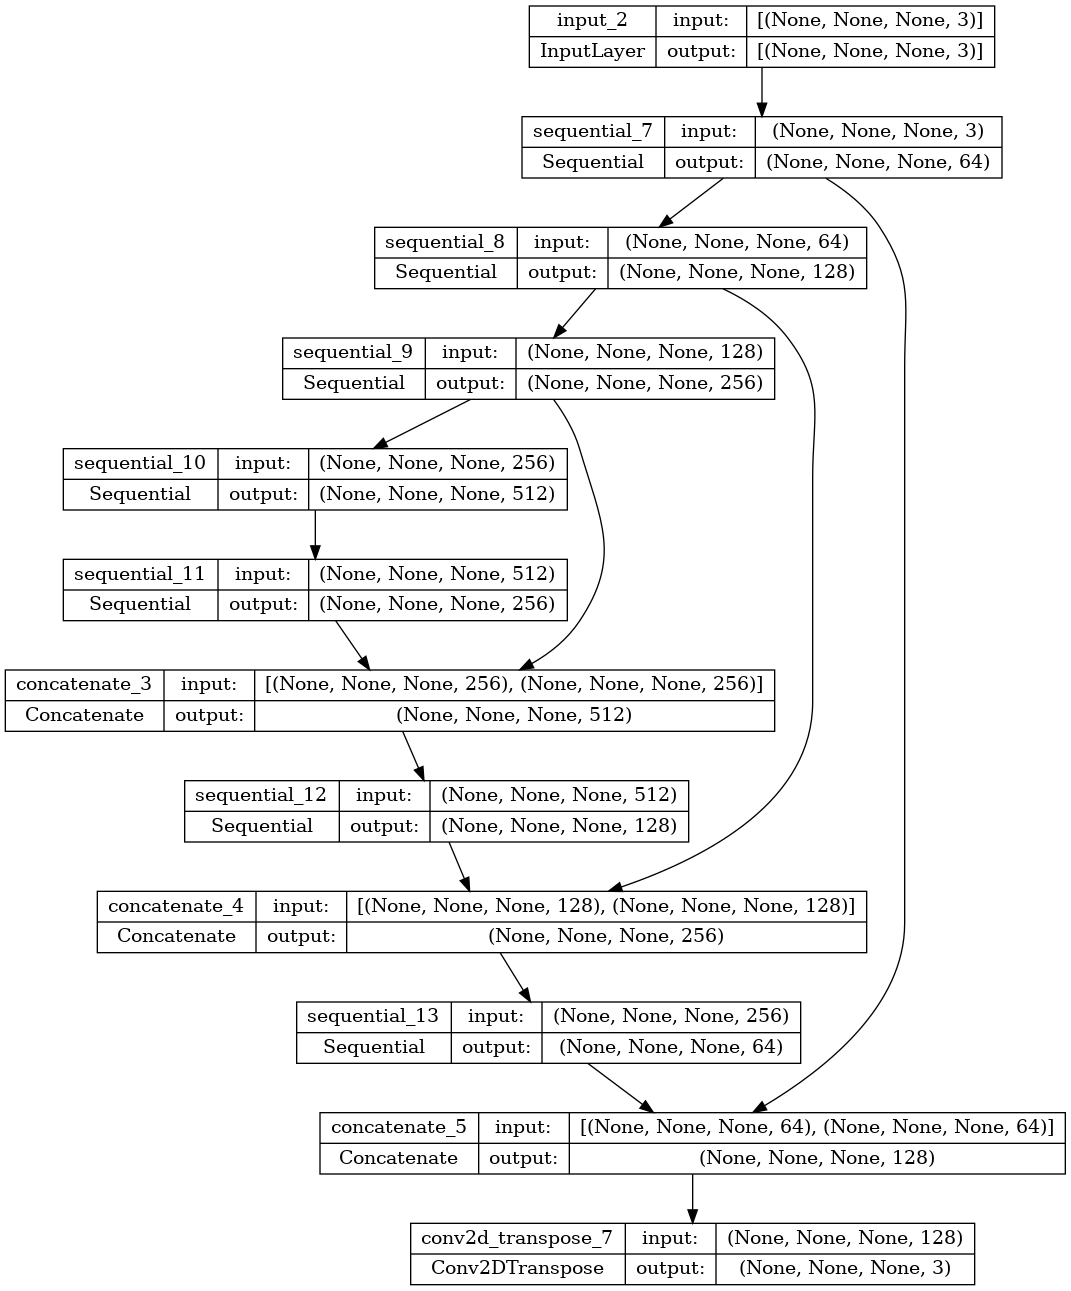 input_2 input: [(None, None, None, 3)]
InputLayer output: [(None, None, None, 3)]
sequential_7 input: (None, None, None, 3)
Sequential output: (None, None, None, 64)
sequential_8 input: (None, None, None, 64)
Sequential output: (None, None, None, 128)
sequential_9 input: (None, None, None, 128)
Sequential output: (None, None, None, 256)
sequential_10 input: (None, None, None, 256)
Sequential output: (None, None, None, 512)
sequential_11 input: (None, None, None, 512)
Sequential output: (None, None, None, 256)
concatenate_3 input: [(None, None, None, 256), (None, None, None, 256)]
Concatenate output: (None, None, None, 512)
sequential_12 input: (None, None, None, 512)
Sequential output: (None, None, None, 128)
concatenate_4 input: [(None, None, None, 128), (None, None, None, 128)]
Concatenate output: (None, None, None, 256)
sequential_13 input: (None, None, None, 256)
Sequential output: (None, None, None, 64)
concatenate_5 input: [(None, None, None, 64), (None, None, None, 64)]
Concatenate output: (None, None, None, 128)
conv2d_transpose_7 input: (None, None, None, 128)
Conv2DTranspose output: (None, None, None, 3)